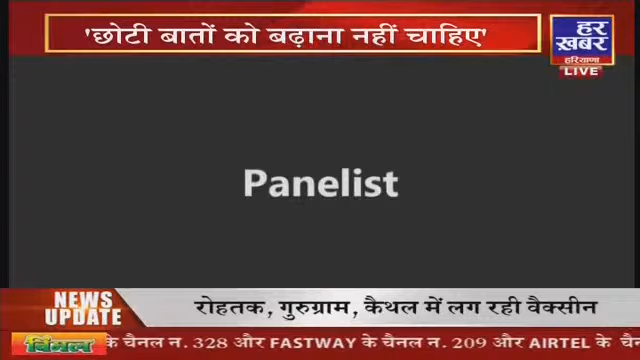 'छोटी बातों को बढ़ाना नहीं चाहिए'
हर
ख़बर
हरियाणा
LIVE
Panelist
NEWS
UPDATE
रोहतक, गुरुग्राम, कैथल में लग रही वैक्सीन
विमल
के चैनल न. 328 और FASTWAY के चैनल न. 209 और AIRTEL के